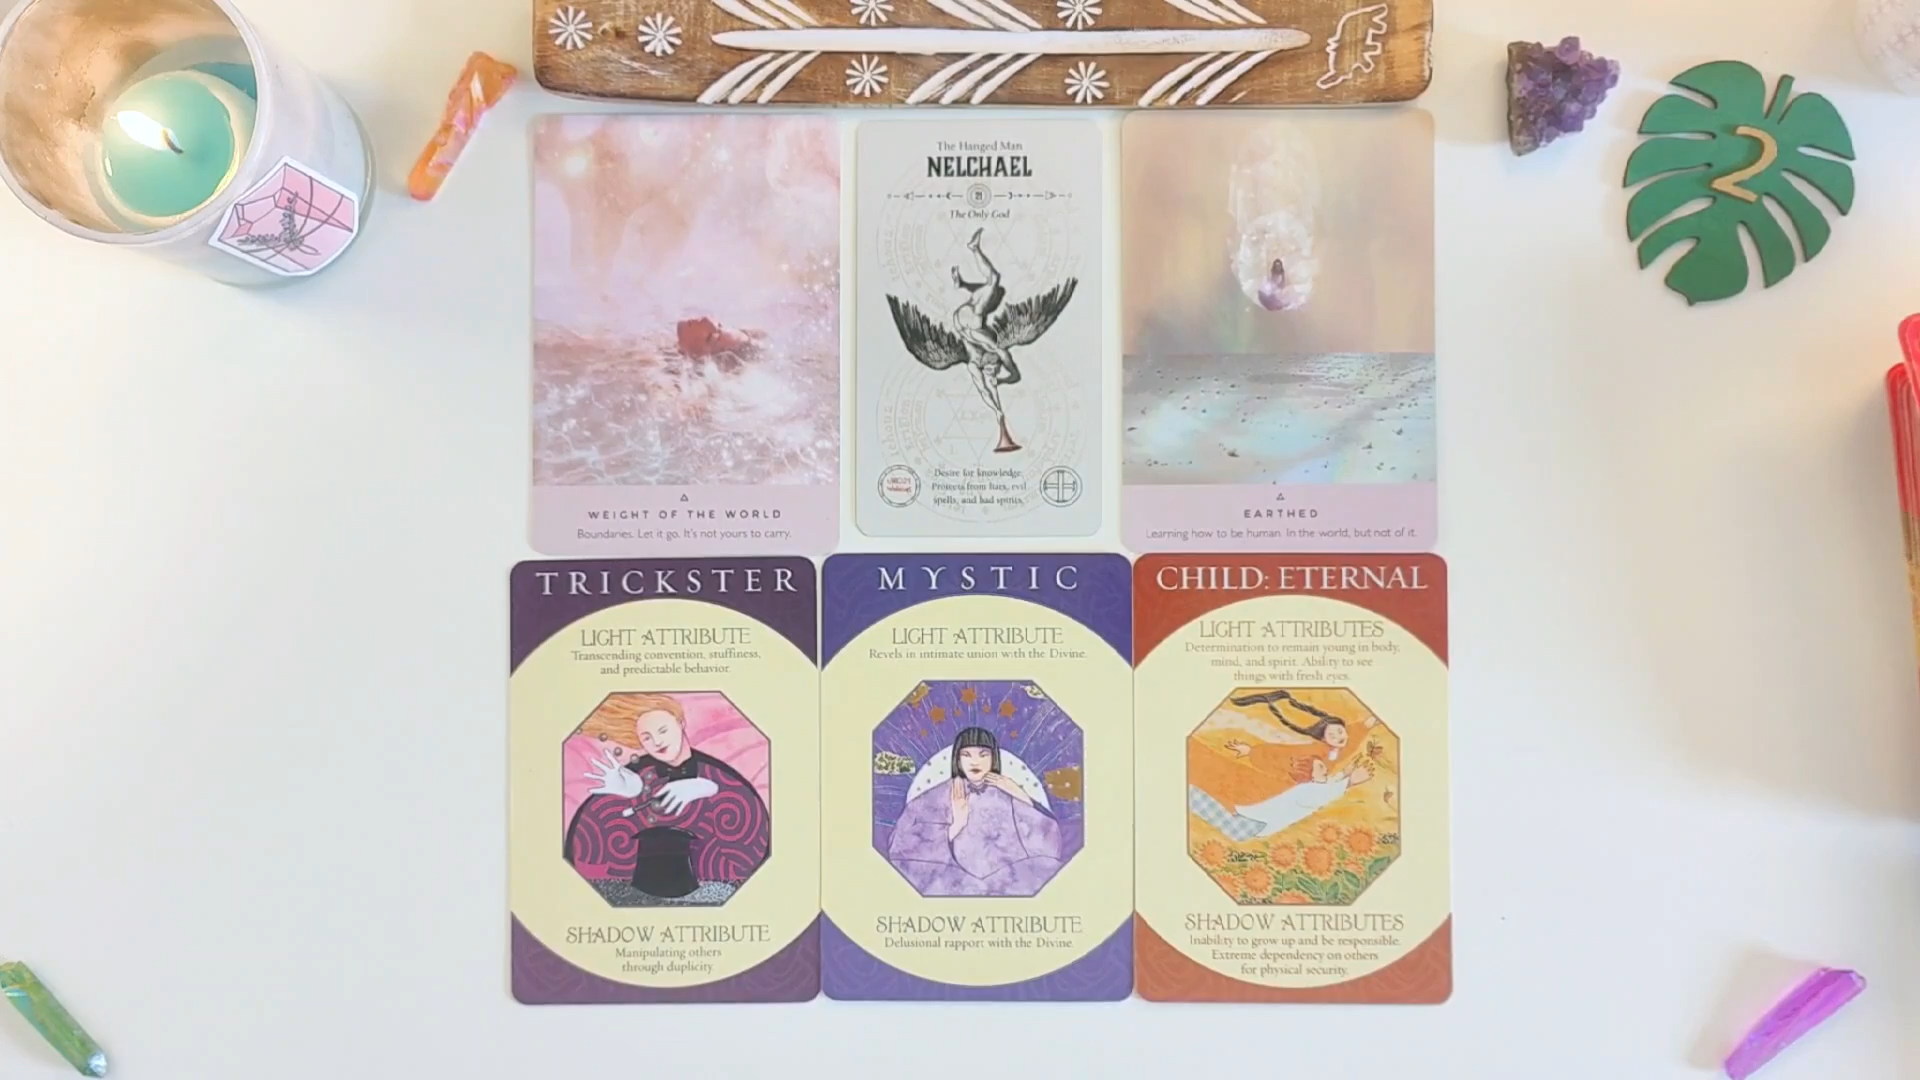 2
The Hanged Man
NELCHAEL
21
The Only God
Desire for knowledge.
Protects from liars, evil
spells, and bad spirits.
WEIGHT OF THE WORLD
Boundaries. Let it go. It's not yours to carry.
EARTHED
Learning how to be human. In the world, but not of it.
TRICKSTER
LIGHT ATTRIBUTE
Transcending convention, stuffiness,
and predictable behavior.
SHADOW ATTRIBUTE
Manipulating others
through duplicity.
MYSTIC
LIGHT ATTRIBUTE
Revels in intimate union with the Divine.
SHADOW ATTRIBUTE
Delusional rapport with the Divine.
CHILD: ETERNAL
LIGHT ATTRIBUTES
Determination to remain young in body,
mind, and spirit. Ability to see
things with fresh eyes.
SHADOW ATTRIBUTES
Inability to grow up and be responsible.
Extreme dependency on others
for physical security.